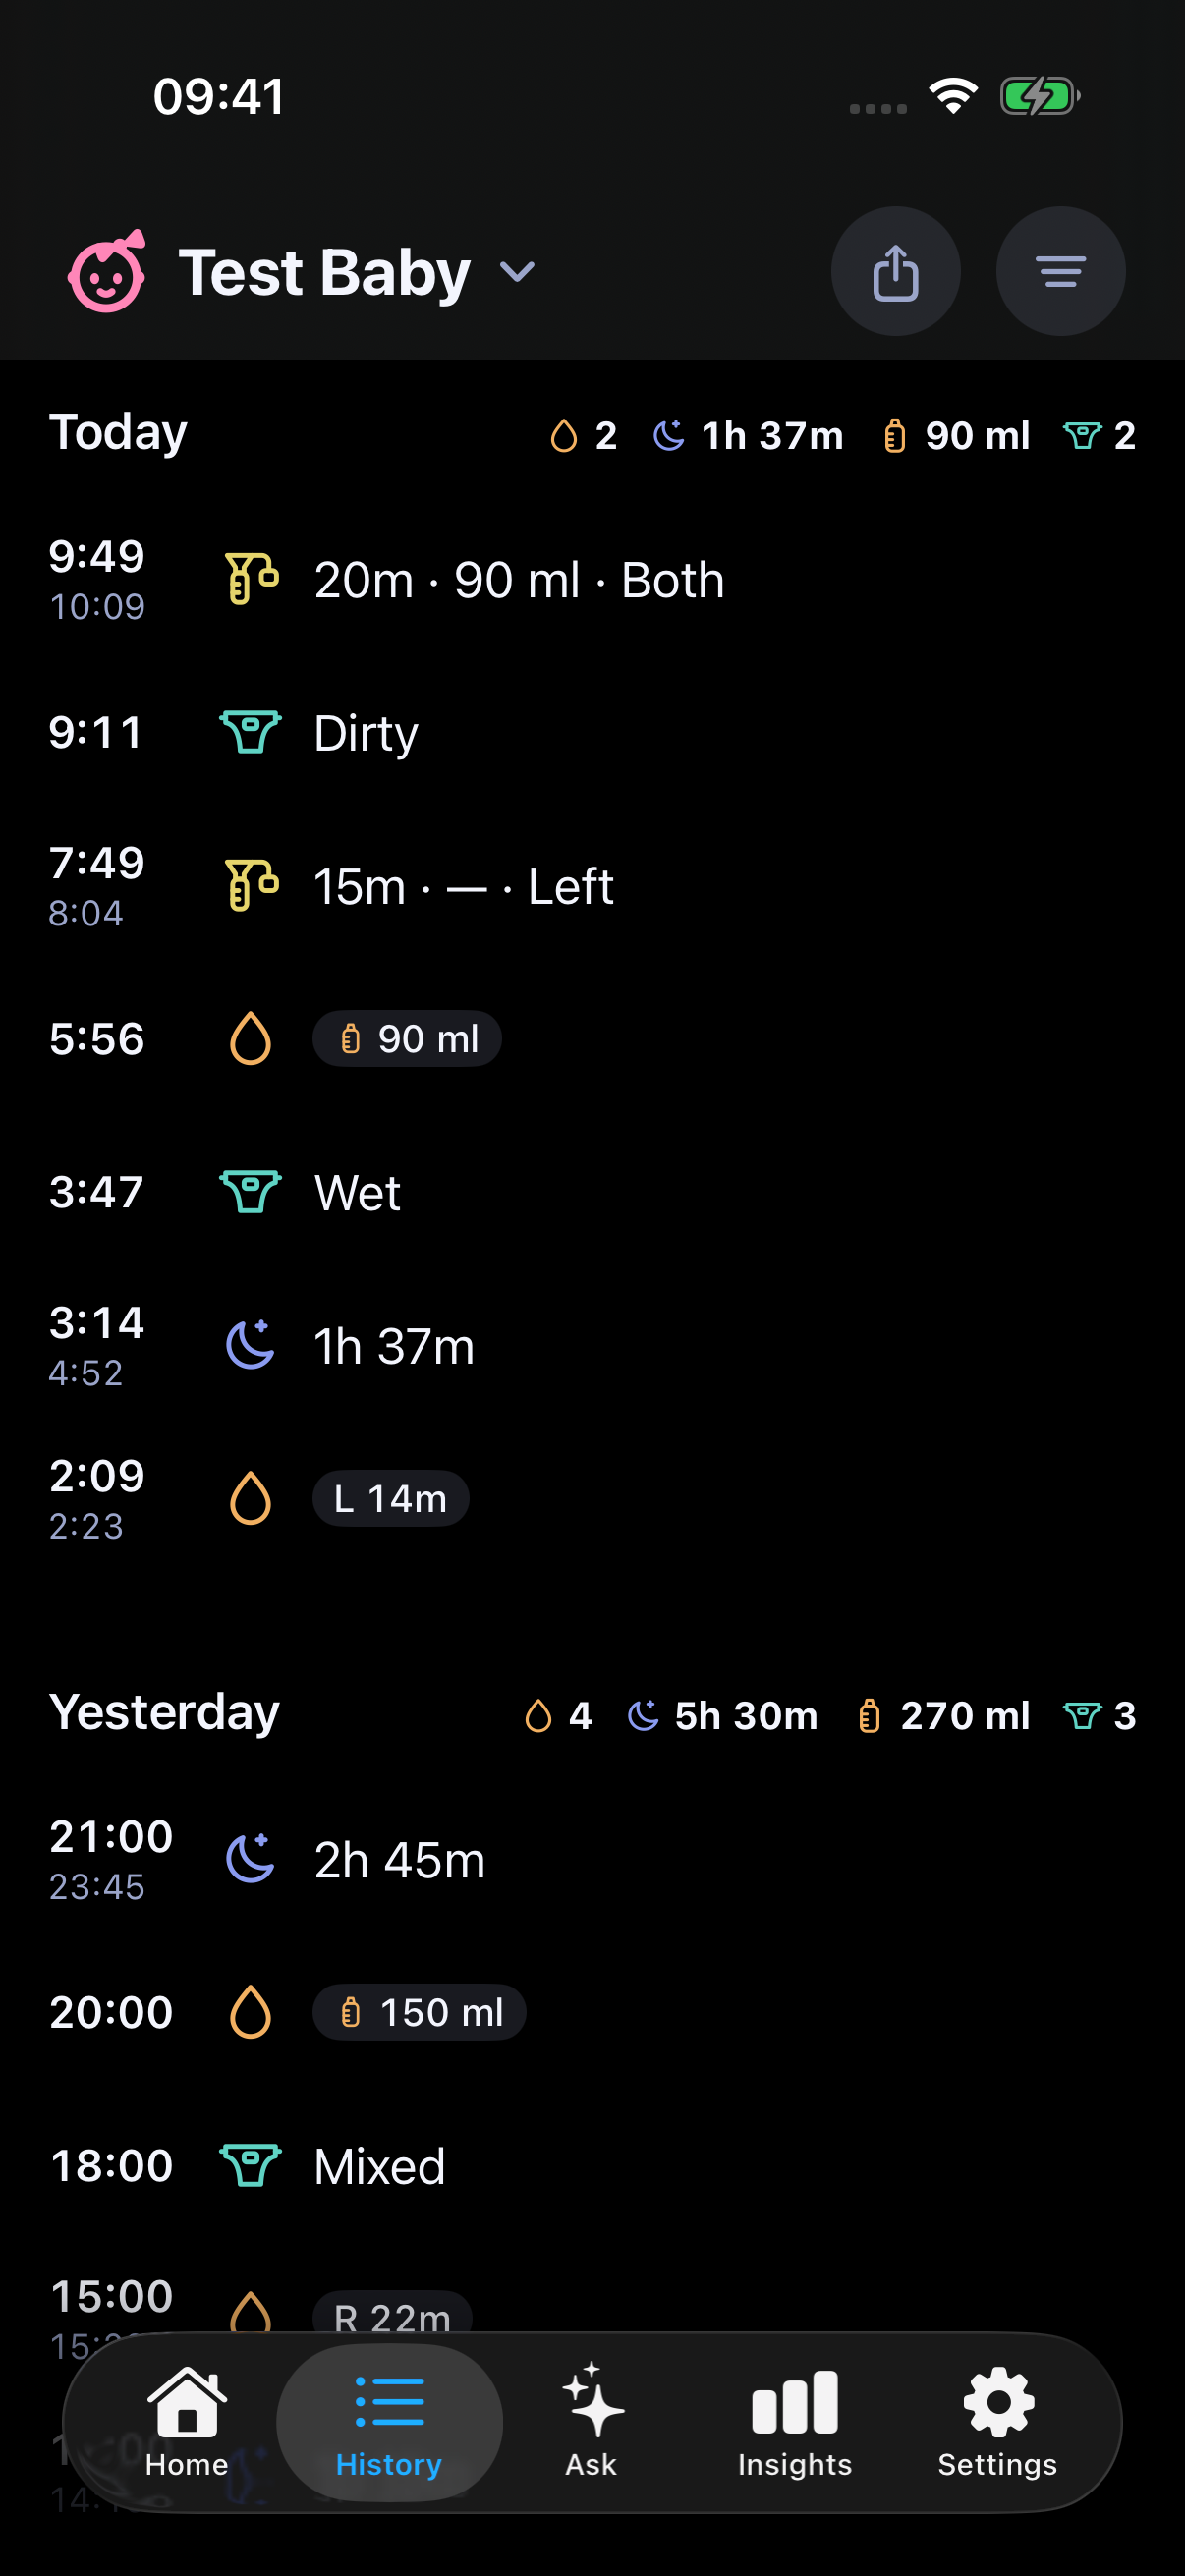 09:41
Test Baby
Today 2 1h 37m 90 ml 2
9:49
10:09
20m · 90 ml · Both
9:11 Dirty
7:49
8:04
15m · — · Left
5:56 90 ml
3:47 Wet
3:14
4:52
1h 37m
2:09
2:23
L 14m
Yesterday 4 5h 30m 270 ml 3
21:00
23:45
2h 45m
20:00 150 ml
18:00 Mixed
15:00
R 22m
Home History Ask Insights Settings